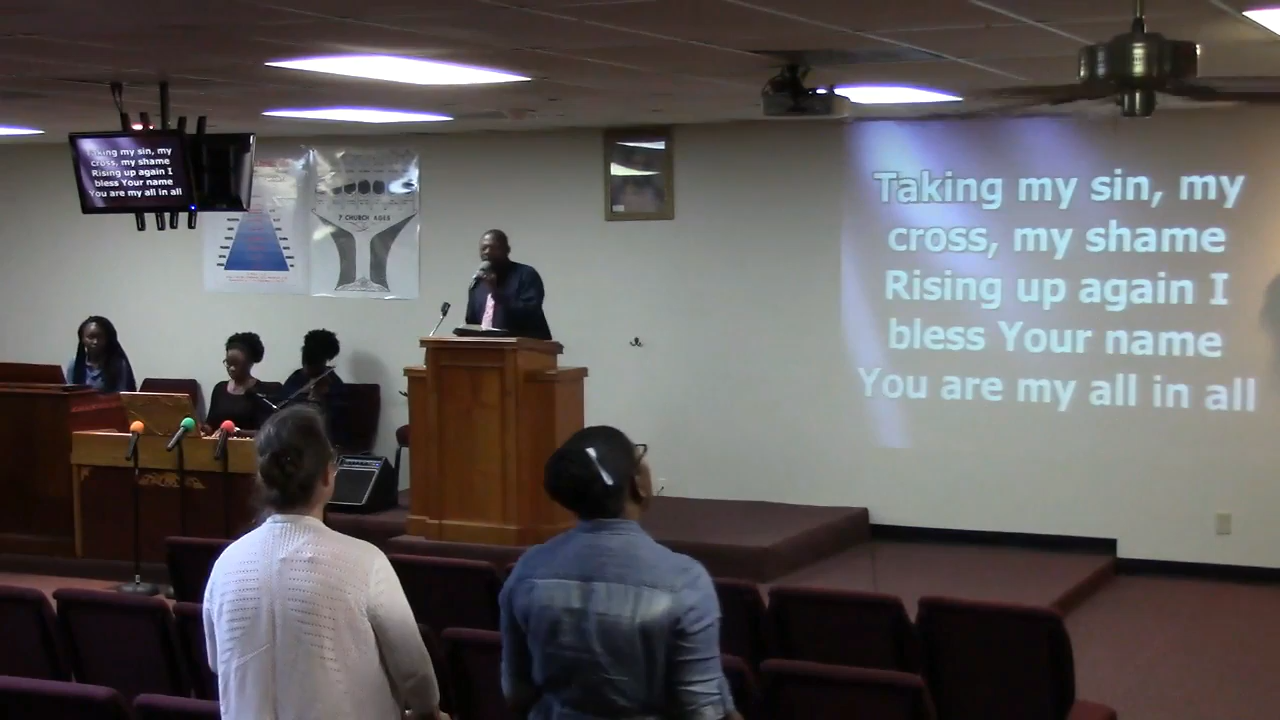 Taking my sin, my
cross, my shame
Rising up again I
bless Your name
You are my all in all
7 CHURCH AGES
Taking my sin, my
cross, my shame
Rising up again I
bless Your name
You are my all in all